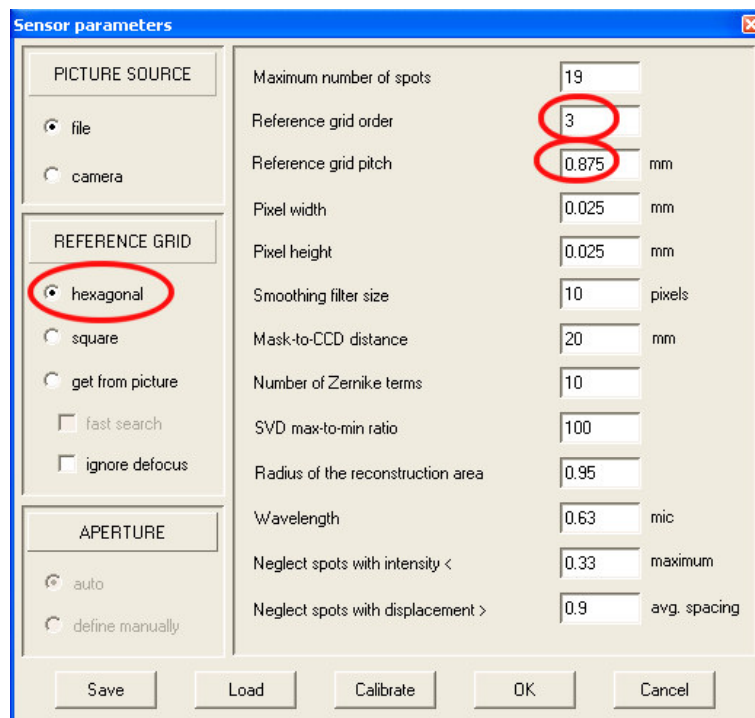 Sensor parameters
PICTURE SOURCE
file
camera
REFERENCE GRID
hexagonal
square
get from picture
fast search
ignore defocus
APERTURE
auto
define manually
Maximum number of spots 19
Reference grid order 3
Reference grid pitch 0.875 mm
Pixel width 0.025 mm
Pixel height 0.025 mm
Smoothing filter size 10 pixels
Mask-to-CCD distance 20 mm
Number of Zernike terms 10
SVD max-to-min ratio 100
Radius of the reconstruction area 0.95
Wavelength 0.63 mic
Neglect spots with intensity < 0.33 maximum
Neglect spots with displacement > 0.9 avg. spacing
Save Load Calibrate OK Cancel